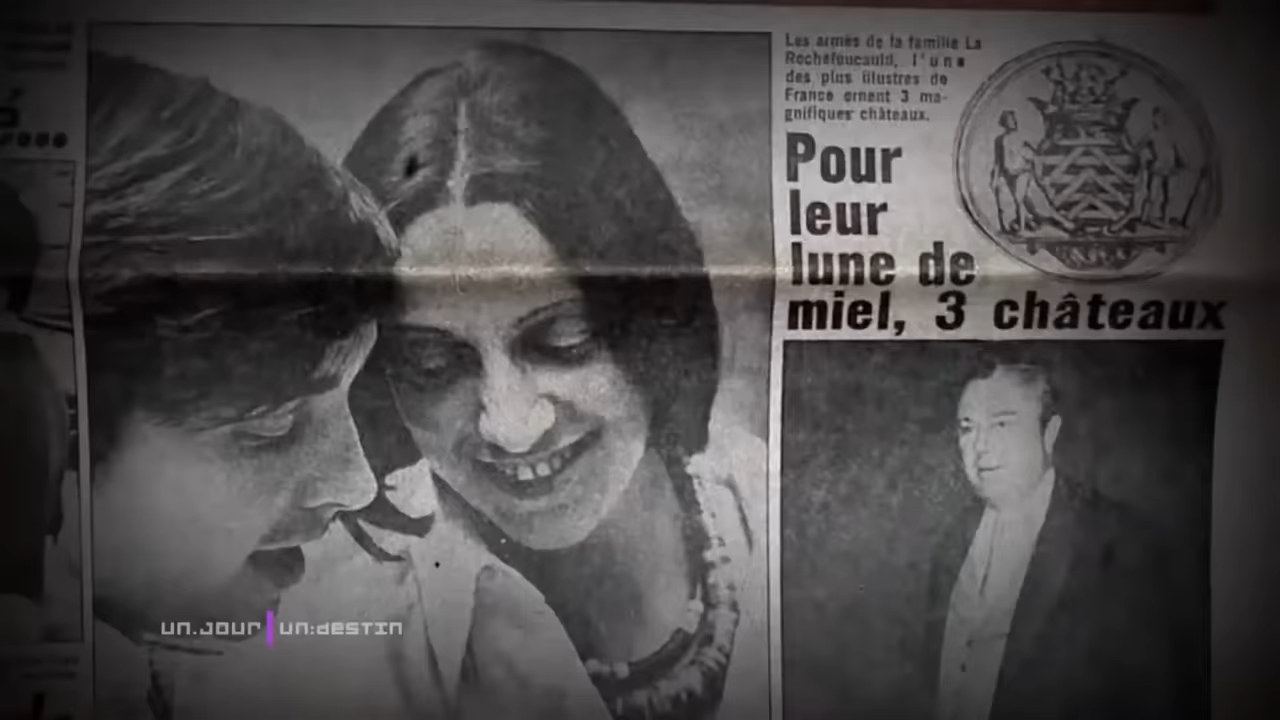 Les armes de la famille La
Rochefoucauld, l'une
des plus illustres de
France ornent 3 ma-
gnifiques châteaux.
Pour
leur
lune de
miel, 3 châteaux
un.jour un:destin